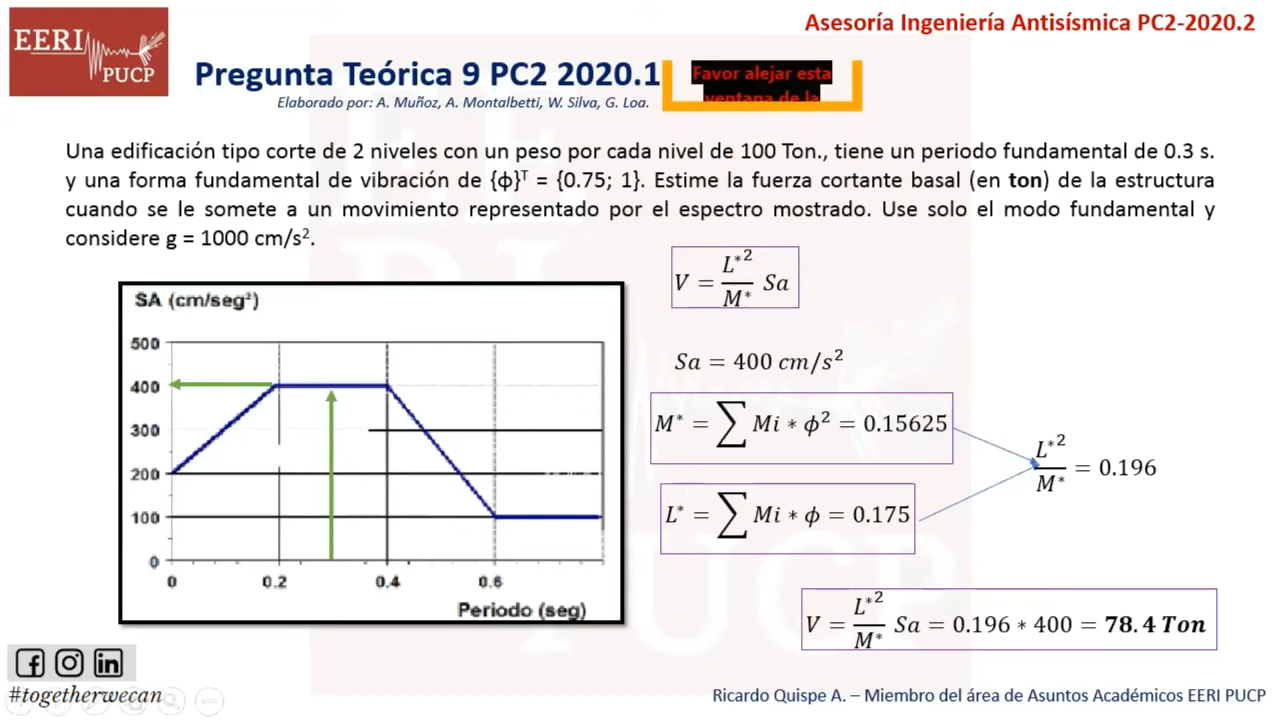 EERI
PUCP
Asesoría Ingeniería Antisísmica PC2-2020.2
Pregunta Teórica 9 PC2 2020.1
Favor alejar esta
ventana de la
Elaborado por: A. Muñoz, A. Montalbetti, W. Silva, G. Loa.
Una edificación tipo corte de 2 niveles con un peso por cada nivel de 100 Ton., tiene un periodo fundamental de 0.3 s.
y una forma fundamental de vibración de {ϕ}ᵀ = {0.75; 1}. Estime la fuerza cortante basal (en ton) de la estructura
cuando se le somete a un movimiento representado por el espectro mostrado. Use solo el modo fundamental y
considere g = 1000 cm/s².
V = L*² / M* Sa
SA (cm/seg²)
500
400
300
200
100
0
0 0.2 0.4 0.6
Periodo (seg)
Sa = 400 cm/s²
M* = ∑ Mi * ϕ² = 0.15625
L* = ∑ Mi * ϕ = 0.175
L*² / M* = 0.196
V = L*² / M* Sa = 0.196 * 400 = 78.4 Ton
#togetherwecan
Ricardo Quispe A. – Miembro del área de Asuntos Académicos EERI PUCP